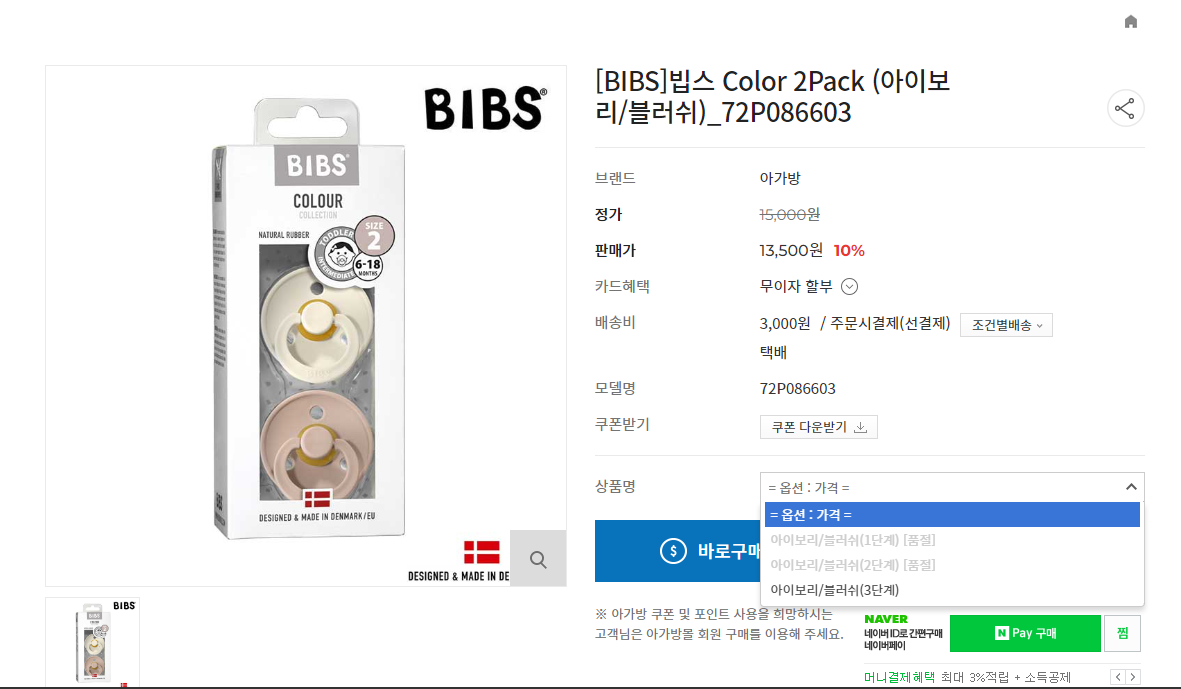 BIBS®
BIBS
COLOUR
COLLECTION
NATURAL RUBBER
TODDLER
INTERMEDIATE
SIZE
2
6-18
MONTHS
DESIGNED & MADE IN DENMARK/EU
DESIGNED & MADE IN DE
BIBS
[BIBS]빕스 Color 2Pack (아이보
리/블러쉬)_72P086603
브랜드 아가방
정가 15,000원
판매가 13,500원 10%
카드혜택 무이자 할부
배송비 3,000원 / 주문시결제(선결제) 조건별배송
택배
모델명 72P086603
쿠폰받기 쿠폰 다운받기
상품명 = 옵션 : 가격 =
= 옵션 : 가격 =
아이보리/블러쉬(1단계) [품절]
아이보리/블러쉬(2단계) [품절]
아이보리/블러쉬(3단계)
$ 바로구매
※ 아가방 쿠폰 및 포인트 사용을 희망하시는
고객님은 아가방몰 회원 구매를 이용해 주세요.
NAVER
네이버 ID로 간편구매
네이버페이
N Pay 구매
찜
머니결제혜택 최대 3%적립 + 소득공제